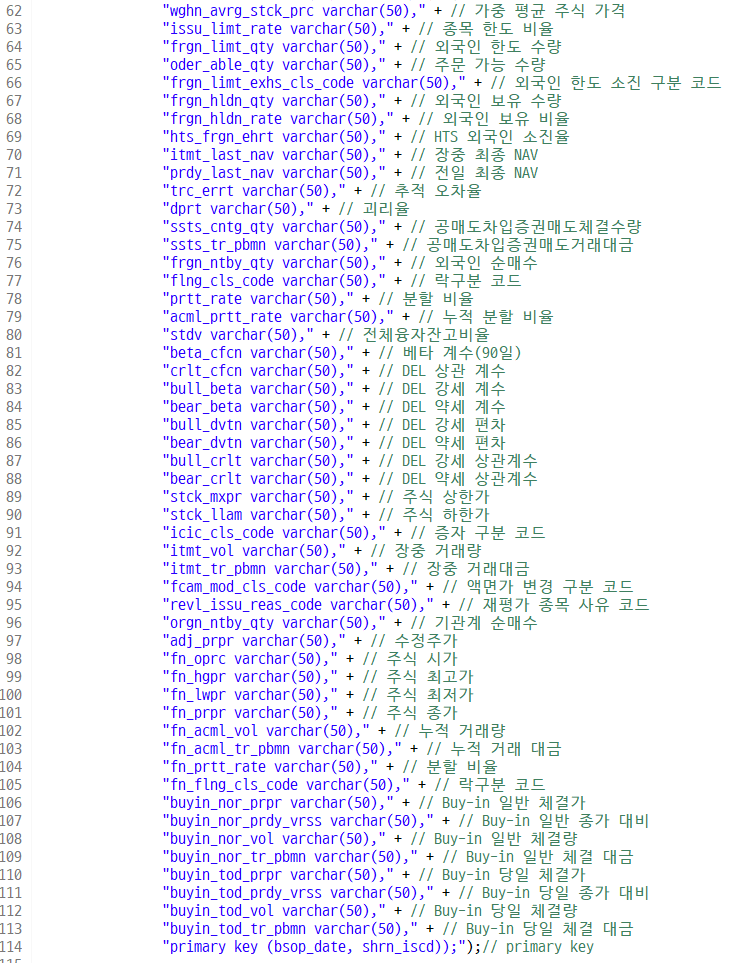 62 "wghn_avrg_stck_prc varchar(50)," + // 가중 평균 주식 가격
63 "issu_limt_rate varchar(50)," + // 종목 한도 비율
64 "frgn_limt_qty varchar(50)," + // 외국인 한도 수량
65 "oder_able_qty varchar(50)," + // 주문 가능 수량
66 "frgn_limt_exhs_cls_code varchar(50)," + // 외국인 한도 소진 구분 코드
67 "frgn_hldn_qty varchar(50)," + // 외국인 보유 수량
68 "frgn_hldn_rate varchar(50)," + // 외국인 보유 비율
69 "hts_frgn_ehrt varchar(50)," + // HTS 외국인 소진율
70 "itmt_last_nav varchar(50)," + // 장중 최종 NAV
71 "prdy_last_nav varchar(50)," + // 전일 최종 NAV
72 "trc_errt varchar(50)," + // 추적 오차율
73 "dprt varchar(50)," + // 괴리율
74 "ssts_cntg_qty varchar(50)," + // 공매도차입증권매도체결수량
75 "ssts_tr_pbmn varchar(50)," + // 공매도차입증권매도거래대금
76 "frgn_ntby_qty varchar(50)," + // 외국인 순매수
77 "flng_cls_code varchar(50)," + // 락구분 코드
78 "prtt_rate varchar(50)," + // 분할 비율
79 "acml_prtt_rate varchar(50)," + // 누적 분할 비율
80 "stdv varchar(50)," + // 전체융자잔고비율
81 "beta_cfcn varchar(50)," + // 베타 계수(90일)
82 "crlt_cfcn varchar(50)," + // DEL 상관 계수
83 "bull_beta varchar(50)," + // DEL 강세 계수
84 "bear_beta varchar(50)," + // DEL 약세 계수
85 "bull_dvtn varchar(50)," + // DEL 강세 편차
86 "bear_dvtn varchar(50)," + // DEL 약세 편차
87 "bull_crlt varchar(50)," + // DEL 강세 상관계수
88 "bear_crlt varchar(50)," + // DEL 약세 상관계수
89 "stck_mxpr varchar(50)," + // 주식 상한가
90 "stck_llam varchar(50)," + // 주식 하한가
91 "icic_cls_code varchar(50)," + // 증자 구분 코드
92 "itmt_vol varchar(50)," + // 장중 거래량
93 "itmt_tr_pbmn varchar(50)," + // 장중 거래대금
94 "fcam_mod_cls_code varchar(50)," + // 액면가 변경 구분 코드
95 "revl_issu_reas_code varchar(50)," + // 재평가 종목 사유 코드
96 "orgn_ntby_qty varchar(50)," + // 기관계 순매수
97 "adj_prpr varchar(50)," + // 수정주가
98 "fn_oprc varchar(50)," + // 주식 시가
99 "fn_hgpr varchar(50)," + // 주식 최고가
100 "fn_lwpr varchar(50)," + // 주식 최저가
101 "fn_prpr varchar(50)," + // 주식 종가
102 "fn_acml_vol varchar(50)," + // 누적 거래량
103 "fn_acml_tr_pbmn varchar(50)," + // 누적 거래 대금
104 "fn_prtt_rate varchar(50)," + // 분할 비율
105 "fn_flng_cls_code varchar(50)," + // 락구분 코드
106 "buyin_nor_prpr varchar(50)," + // Buy-in 일반 체결가
107 "buyin_nor_prdy_vrss varchar(50)," + // Buy-in 일반 종가 대비
108 "buyin_nor_vol varchar(50)," + // Buy-in 일반 체결량
109 "buyin_nor_tr_pbmn varchar(50)," + // Buy-in 일반 체결 대금
110 "buyin_tod_prpr varchar(50)," + // Buy-in 당일 체결가
111 "buyin_tod_prdy_vrss varchar(50)," + // Buy-in 당일 종가 대비
112 "buyin_tod_vol varchar(50)," + // Buy-in 당일 체결량
113 "buyin_tod_tr_pbmn varchar(50)," + // Buy-in 당일 체결 대금
114 "primary key (bsop_date, shrn_iscd));");// primary key